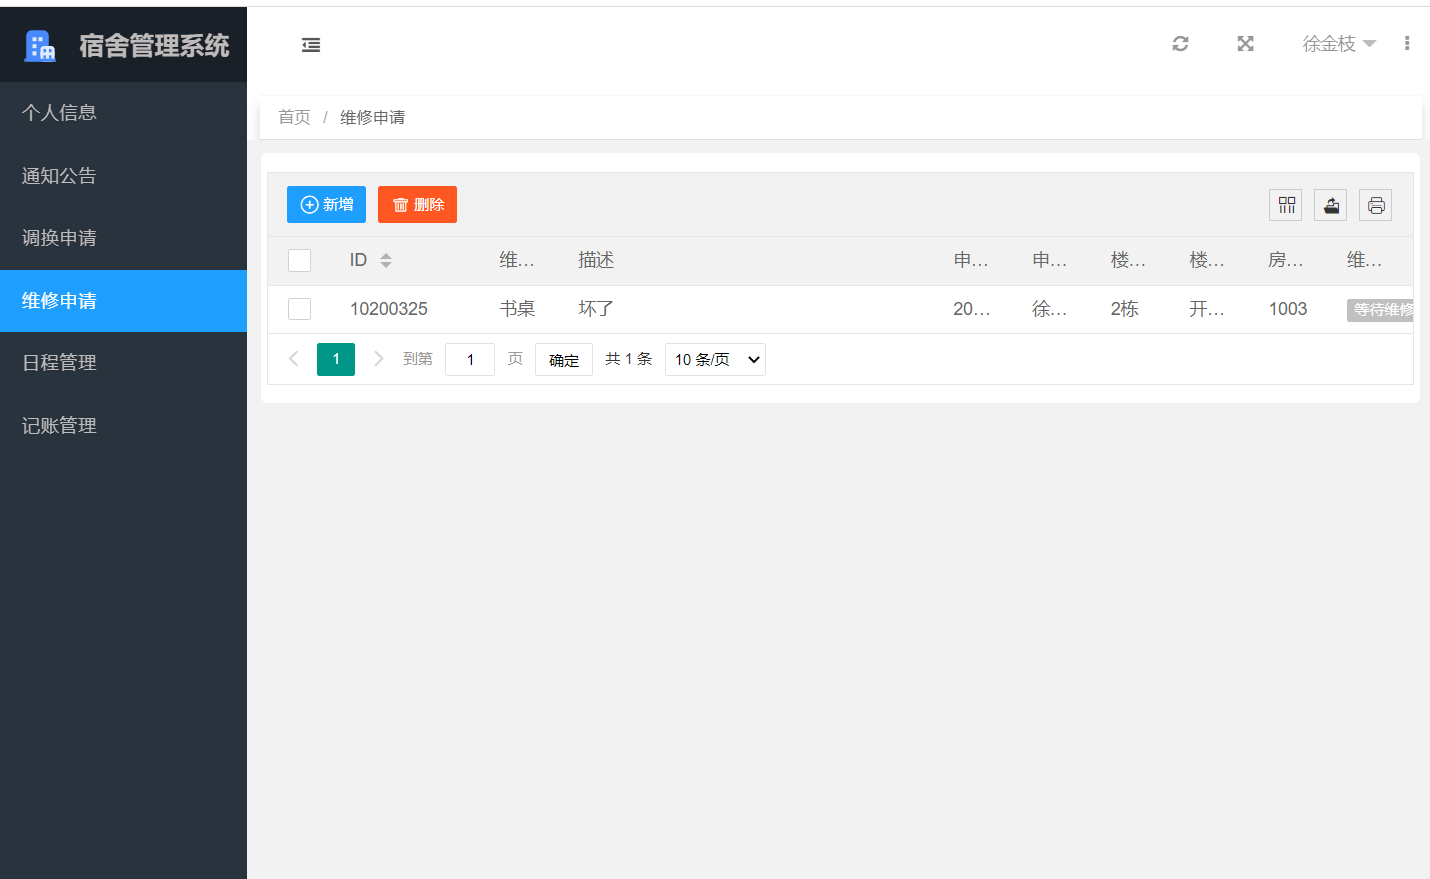 宿舍管理系统
徐金枝
个人信息
通知公告
调换申请
维修申请
日程管理
记账管理
首页 / 维修申请
新增 删除
ID 维... 描述 申... 申... 楼... 楼... 房... 维...
10200325 书桌 坏了 20... 徐... 2栋 开... 1003 等待维修
1 到第 1 页 确定 共 1 条 10 条/页